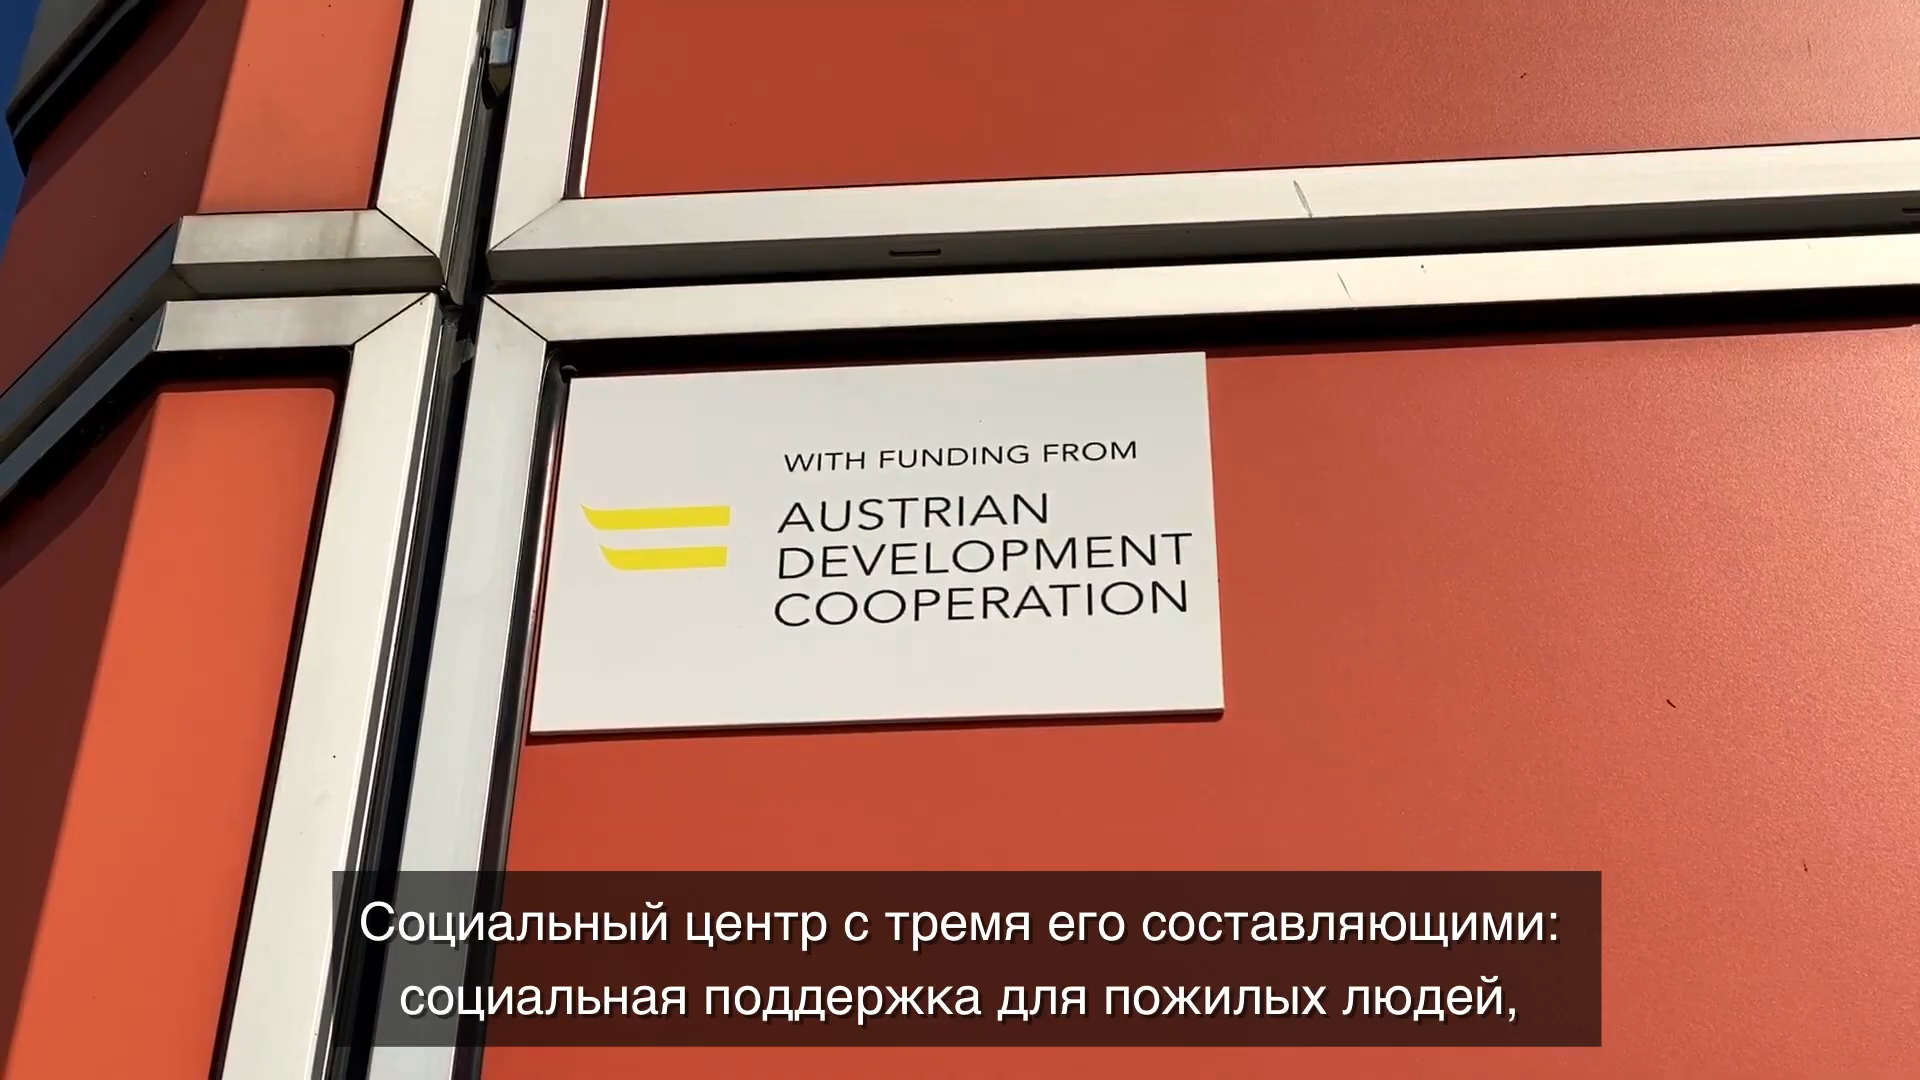 WITH FUNDING FROM
AUSTRIAN
DEVELOPMENT
COOPERATION
Социальный центр с тремя его составляющими:
социальная поддержка для пожилых людей,